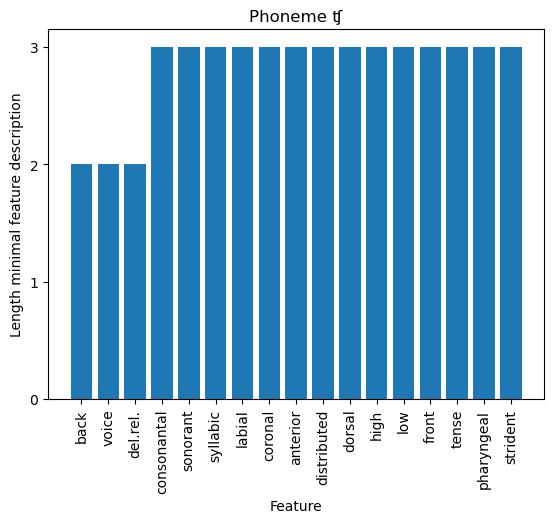 Phoneme ʧ
Length minimal feature description
3
2
1
0
back
voice
del.rel.
consonantal
sonorant
syllabic
labial
coronal
anterior
distributed
dorsal
high
low
front
tense
pharyngeal
strident
Feature